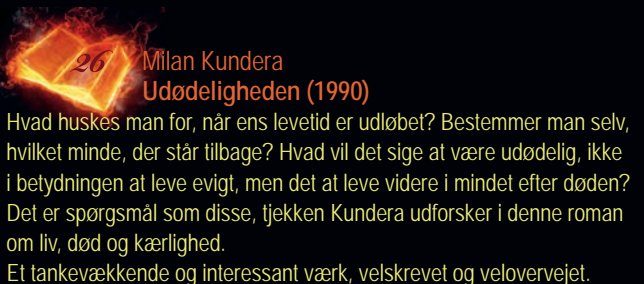 26
Milan Kundera
Udødeligheden (1990)
Hvad huskes man for, når ens levetid er udløbet? Bestemmer man selv,
hvilket minde, der står tilbage? Hvad vil det sige at være udødelig, ikke
i betydningen at leve evigt, men det at leve videre i mindet efter døden?
Det er spørgsmål som disse, tjekken Kundera udforsker i denne roman
om liv, død og kærlighed.
Et tankevækkende og interessant værk, velskrevet og velovervejet.